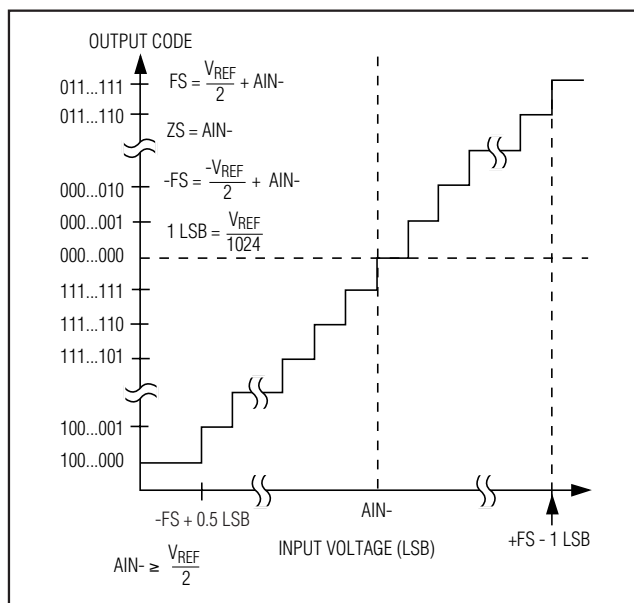 OUTPUT CODE
011...111
011...110
000...010
000...001
000...000
111...111
111...110
111...101
100...001
100...000
FS = V_REF/2 + AIN-
ZS = AIN-
-FS = -V_REF/2 + AIN-
1 LSB = V_REF/1024
-FS + 0.5 LSB
AIN-
+FS - 1 LSB
INPUT VOLTAGE (LSB)
AIN- ≥ V_REF/2